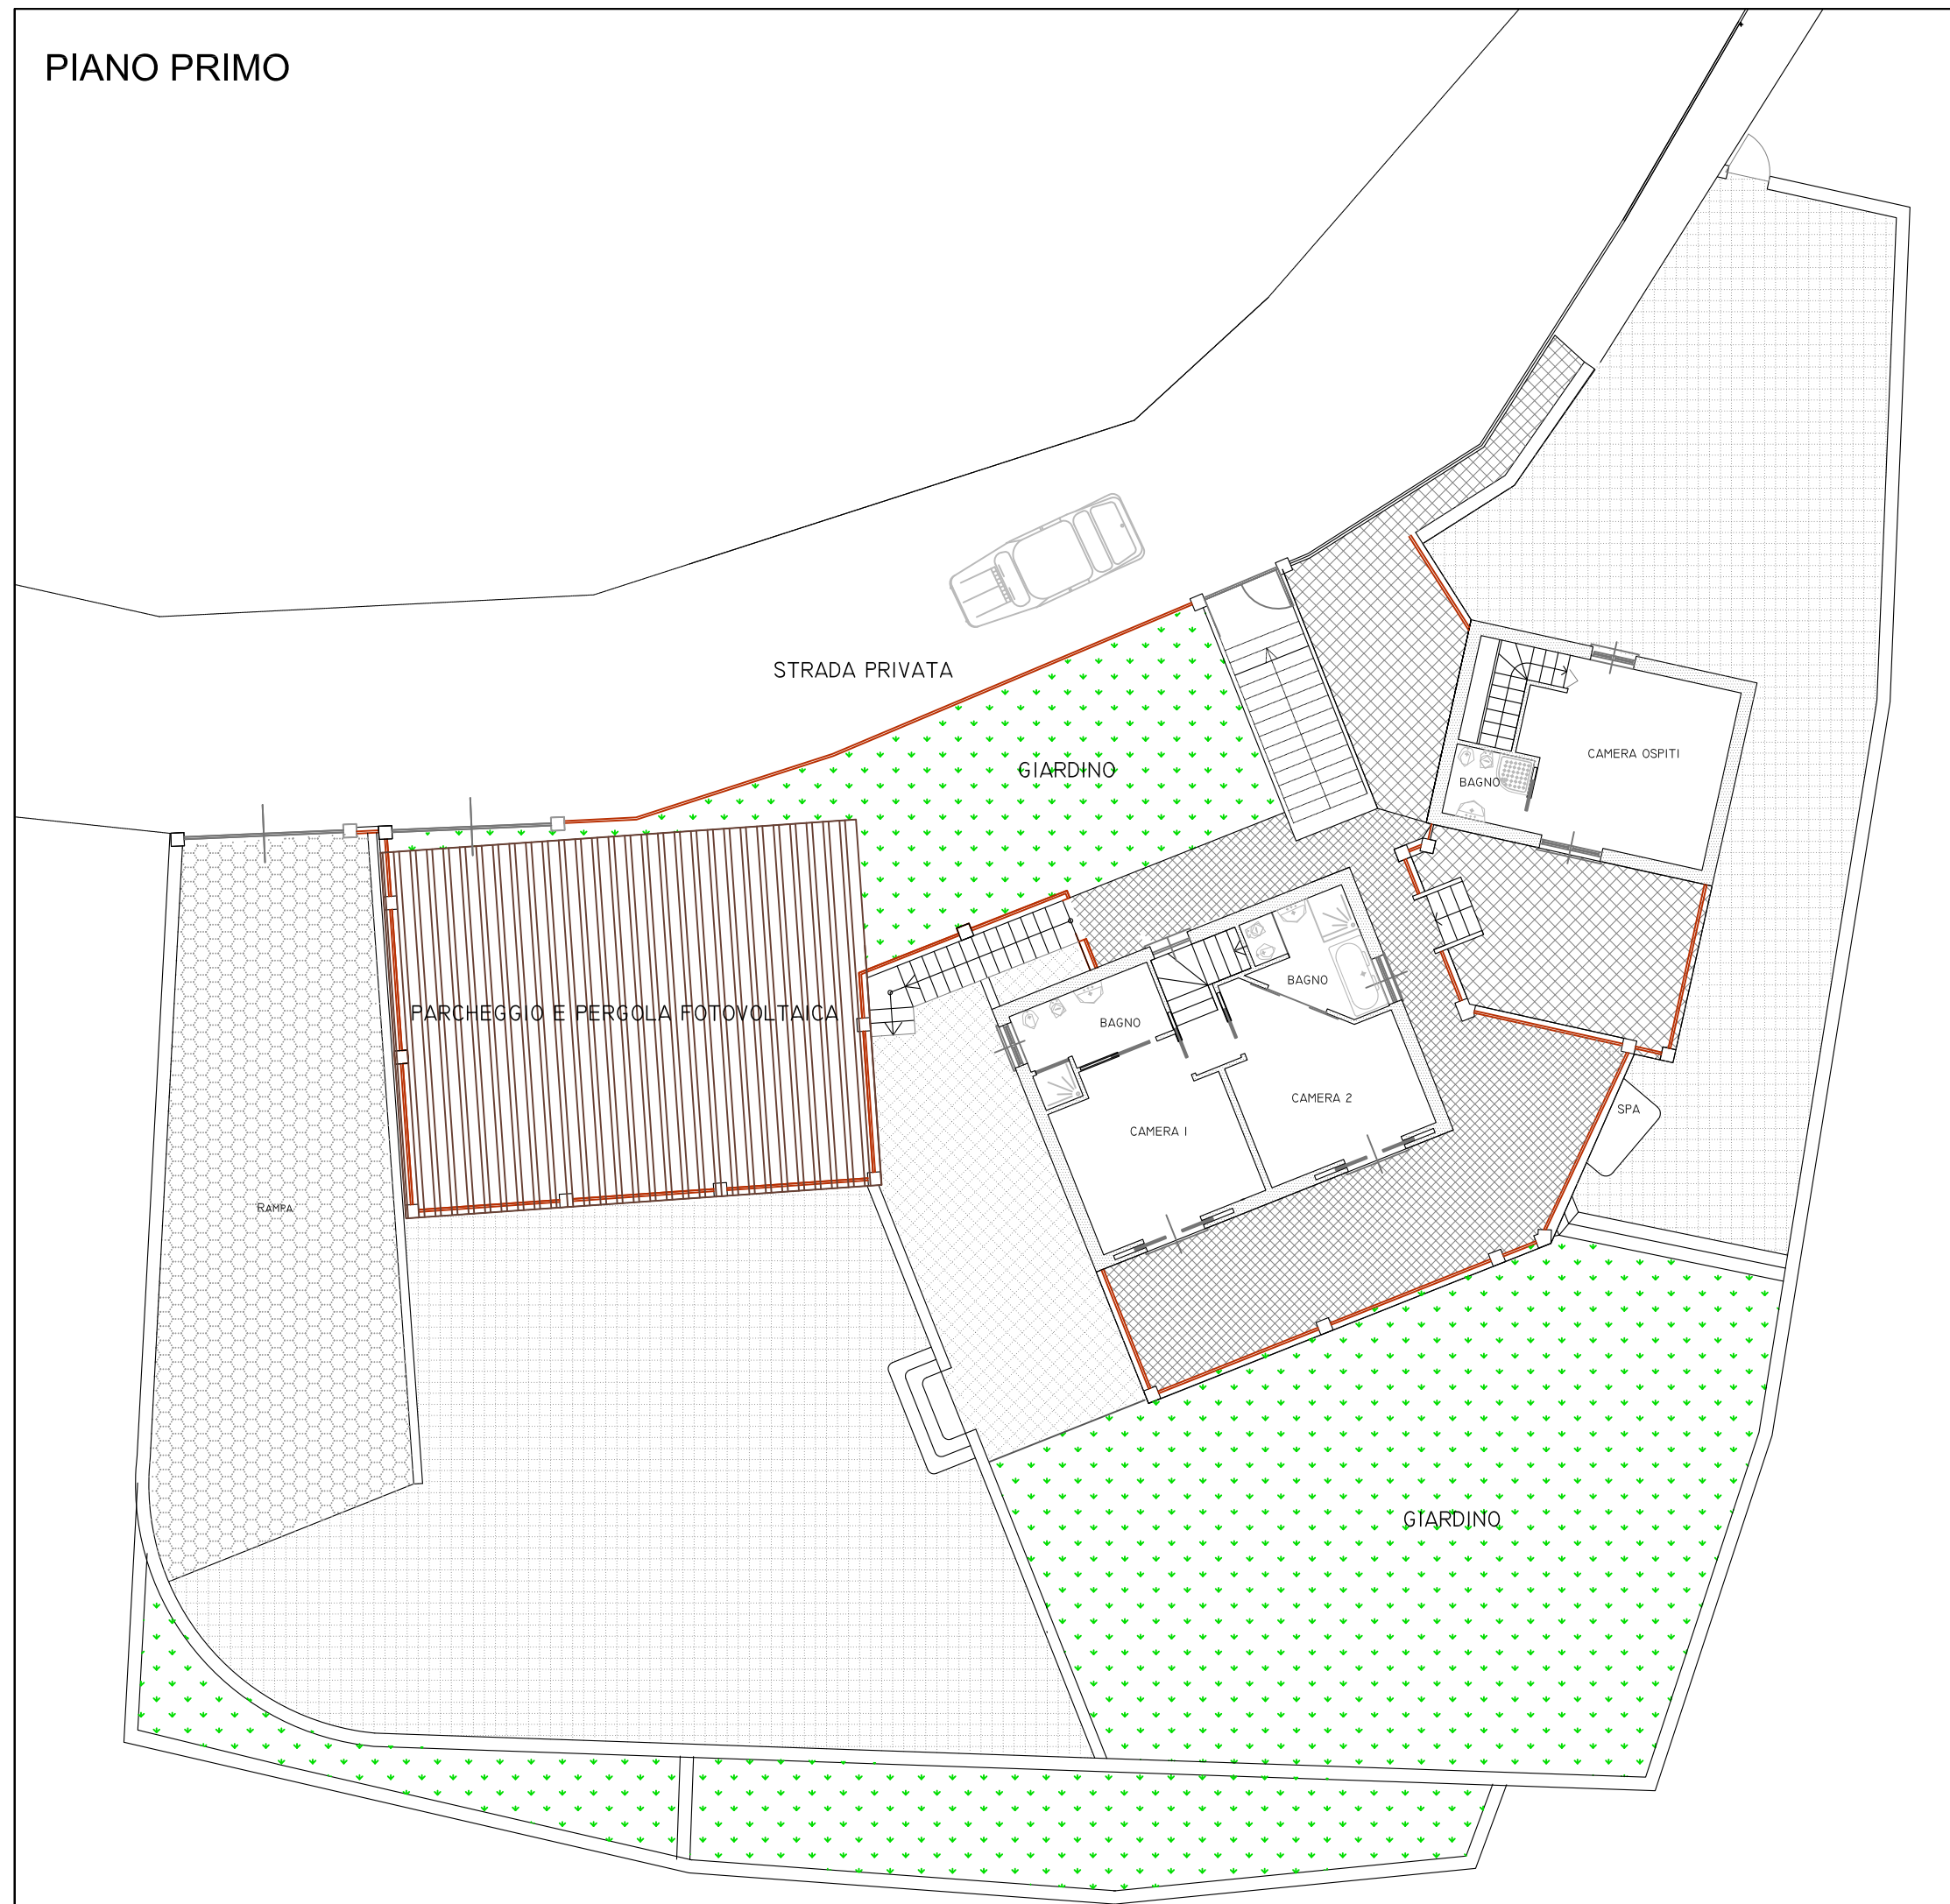 PIANO PRIMO
STRADA PRIVATA
GIARDINO
CAMERA OSPITI
BAGNO
BAGNO
PARCHEGGIO E PERGOLA FOTOVOLTAICA
BAGNO
CAMERA 2
SPA
CAMERA 1
RAMPA
GIARDINO